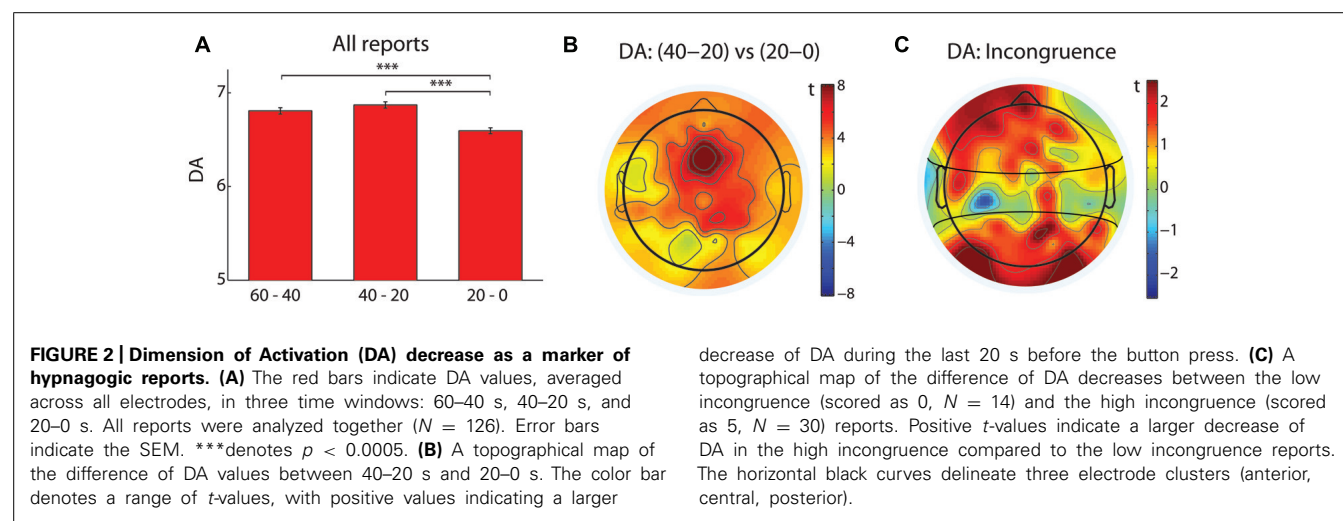 A
All reports
***
***
7
6
5
DA
60 - 40
40 - 20
20 - 0
B
DA: (40−20) vs (20−0)
t
8
4
0
−4
−8
C
DA: Incongruence
t
2
1
0
−1
−2
FIGURE 2 | Dimension of Activation (DA) decrease as a marker of
hypnagogic reports. (A) The red bars indicate DA values, averaged
across all electrodes, in three time windows: 60–40 s, 40–20 s, and
20–0 s. All reports were analyzed together (N = 126). Error bars
indicate the SEM. ***denotes p < 0.0005. (B) A topographical map of
the difference of DA values between 40–20 s and 20–0 s. The color bar
denotes a range of t-values, with positive values indicating a larger
decrease of DA during the last 20 s before the button press. (C) A
topographical map of the difference of DA decreases between the low
incongruence (scored as 0, N = 14) and the high incongruence (scored
as 5, N = 30) reports. Positive t-values indicate a larger decrease of
DA in the high incongruence compared to the low incongruence reports.
The horizontal black curves delineate three electrode clusters (anterior,
central, posterior).